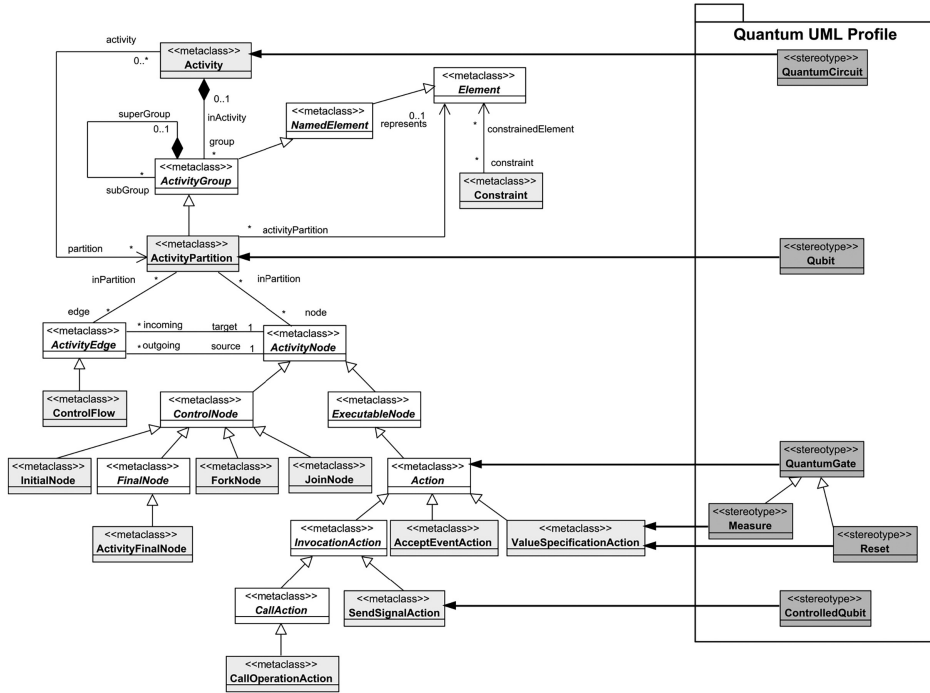 Quantum UML Profile
activity
0..*
<<metaclass>>
Activity
<<stereotype>>
QuantumCircuit
0..1
inActivity
group
*
superGroup
0..1
*
subGroup
<<metaclass>>
Element
<<metaclass>>
NamedElement
represents
0..1
*
constrainedElement
*
constraint
<<metaclass>>
ActivityGroup
<<metaclass>>
Constraint
*
activityPartition
partition
*
<<metaclass>>
ActivityPartition
<<stereotype>>
Qubit
inPartition
*
*
inPartition
edge
*
*
node
<<metaclass>>
ActivityEdge
* incoming
target
1
* outgoing
source
1
<<metaclass>>
ActivityNode
<<metaclass>>
ControlFlow
<<metaclass>>
ControlNode
<<metaclass>>
ExecutableNode
<<metaclass>>
InitialNode
<<metaclass>>
FinalNode
<<metaclass>>
ForkNode
<<metaclass>>
JoinNode
<<metaclass>>
Action
<<stereotype>>
QuantumGate
<<metaclass>>
ActivityFinalNode
<<metaclass>>
InvocationAction
<<metaclass>>
AcceptEventAction
<<metaclass>>
ValueSpecificationAction
<<stereotype>>
Measure
<<stereotype>>
Reset
<<metaclass>>
CallAction
<<metaclass>>
SendSignalAction
<<stereotype>>
ControlledQubit
<<metaclass>>
CallOperationAction